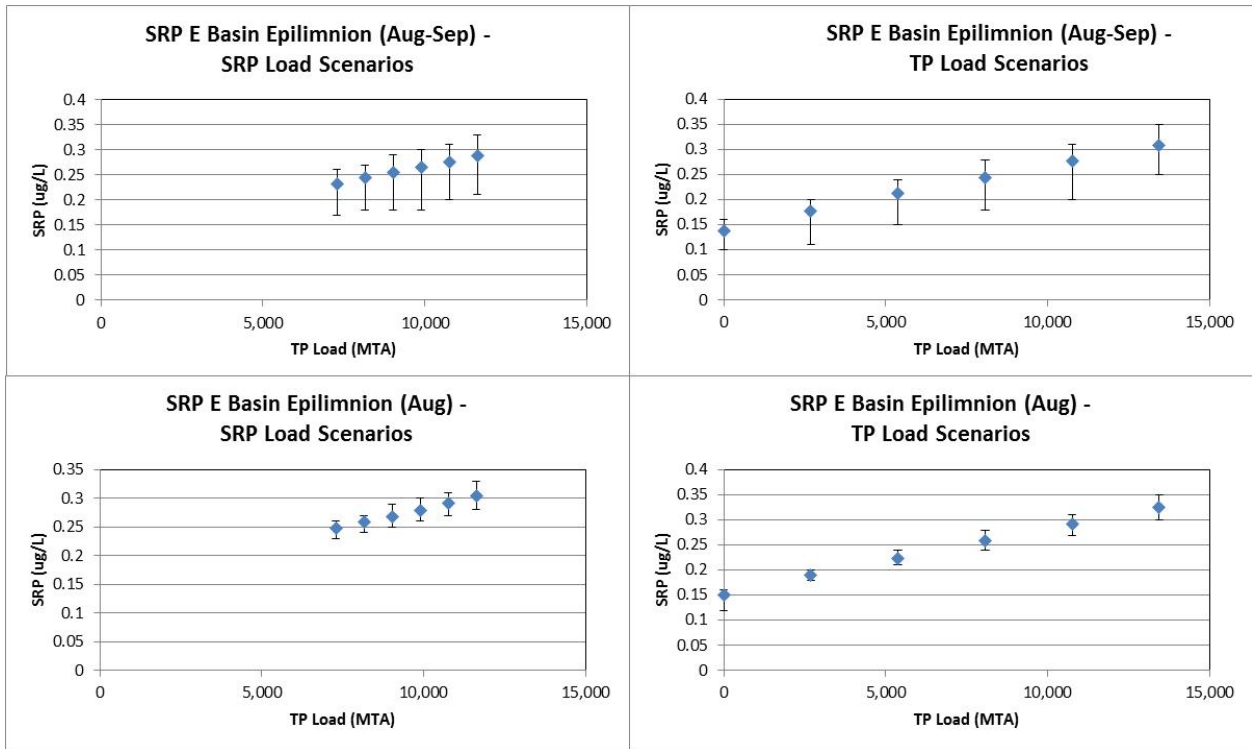 SRP E Basin Epilimnion (Aug-Sep) -
SRP Load Scenarios
0.4
0.35
0.3
0.25
0.2
0.15
0.1
0.05
0
SRP (ug/L)
0 5,000 10,000 15,000
TP Load (MTA)
SRP E Basin Epilimnion (Aug-Sep) -
TP Load Scenarios
0.4
0.35
0.3
0.25
0.2
0.15
0.1
0.05
0
SRP (ug/L)
0 5,000 10,000 15,000
TP Load (MTA)
SRP E Basin Epilimnion (Aug) -
SRP Load Scenarios
0.35
0.3
0.25
0.2
0.15
0.1
0.05
0
SRP (ug/L)
0 5,000 10,000 15,000
TP Load (MTA)
SRP E Basin Epilimnion (Aug) -
TP Load Scenarios
0.4
0.35
0.3
0.25
0.2
0.15
0.1
0.05
0
SRP (ug/L)
0 5,000 10,000 15,000
TP Load (MTA)